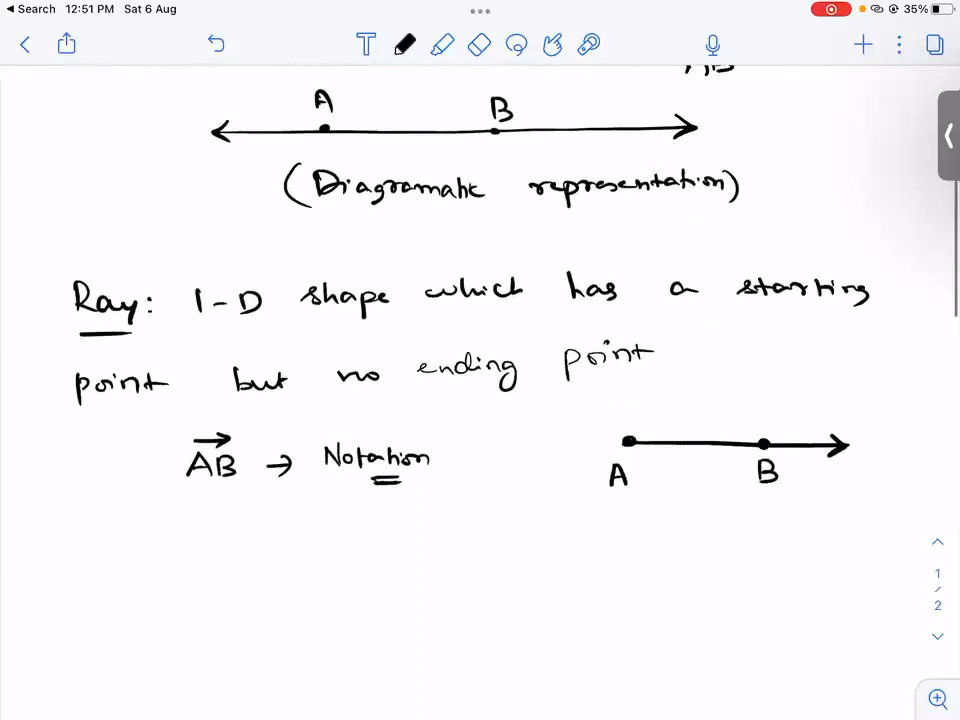 Search 12:51 PM Sat 6 Aug 35%
T
A B
(Diagramatic representation)
Ray: 1-D shape which has a starting
point but no ending point
AB → Notation
A B
1
/
2